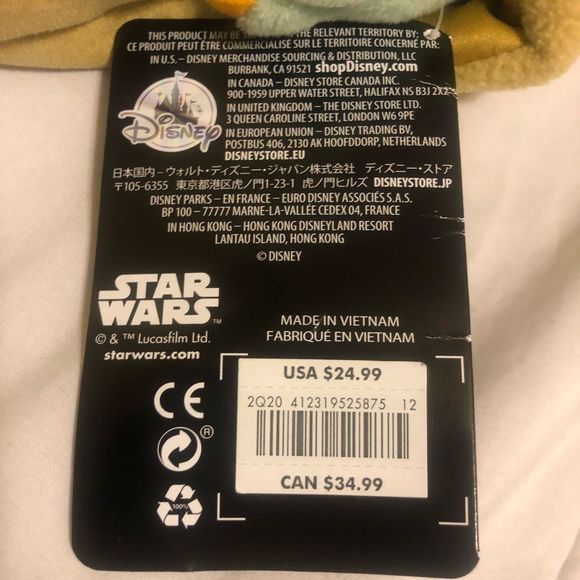 THIS PRODUCT MAY BE THE RELEVANT TERRITORY BY:
CE PRODUIT PEUT ÊTRE COMMERCIALISÉ SUR LE TERRITOIRE CONCERNÉ PAR:
IN U.S. – DISNEY MERCHANDISE SOURCING & DISTRIBUTION, LLC
BURBANK, CA 91521 shopDisney.com
IN CANADA – DISNEY STORE CANADA INC.
900-1959 UPPER WATER STREET, HALIFAX NS B3J 2X2
IN UNITED KINGDOM – THE DISNEY STORE LTD.
3 QUEEN CAROLINE STREET, LONDON W6 9PE
IN EUROPEAN UNION – DISNEY TRADING BV,
POSTBUS 406, 2130 AK HOOFDDORP, NETHERLANDS
DISNEYSTORE.EU
Disney
日本国内–ウォルト・ディズニー・ジャパン株式会社 ディズニー・ストア
〒105-6355 東京都港区虎ノ門1-23-1 虎ノ門ヒルズ DISNEYSTORE.JP
DISNEY PARKS – EN FRANCE – EURO DISNEY ASSOCIÉS S.A.S.
BP 100 – 77777 MARNE-LA-VALLÉE CEDEX 04, FRANCE
IN HONG KONG – HONG KONG DISNEYLAND RESORT
LANTAU ISLAND, HONG KONG
© DISNEY
STAR
WARS™
© & ™ Lucasfilm Ltd.
starwars.com
MADE IN VIETNAM
FABRIQUÉ EN VIETNAM
USA $24.99
2Q20 412319525875 12
CAN $34.99
CE
®
100%